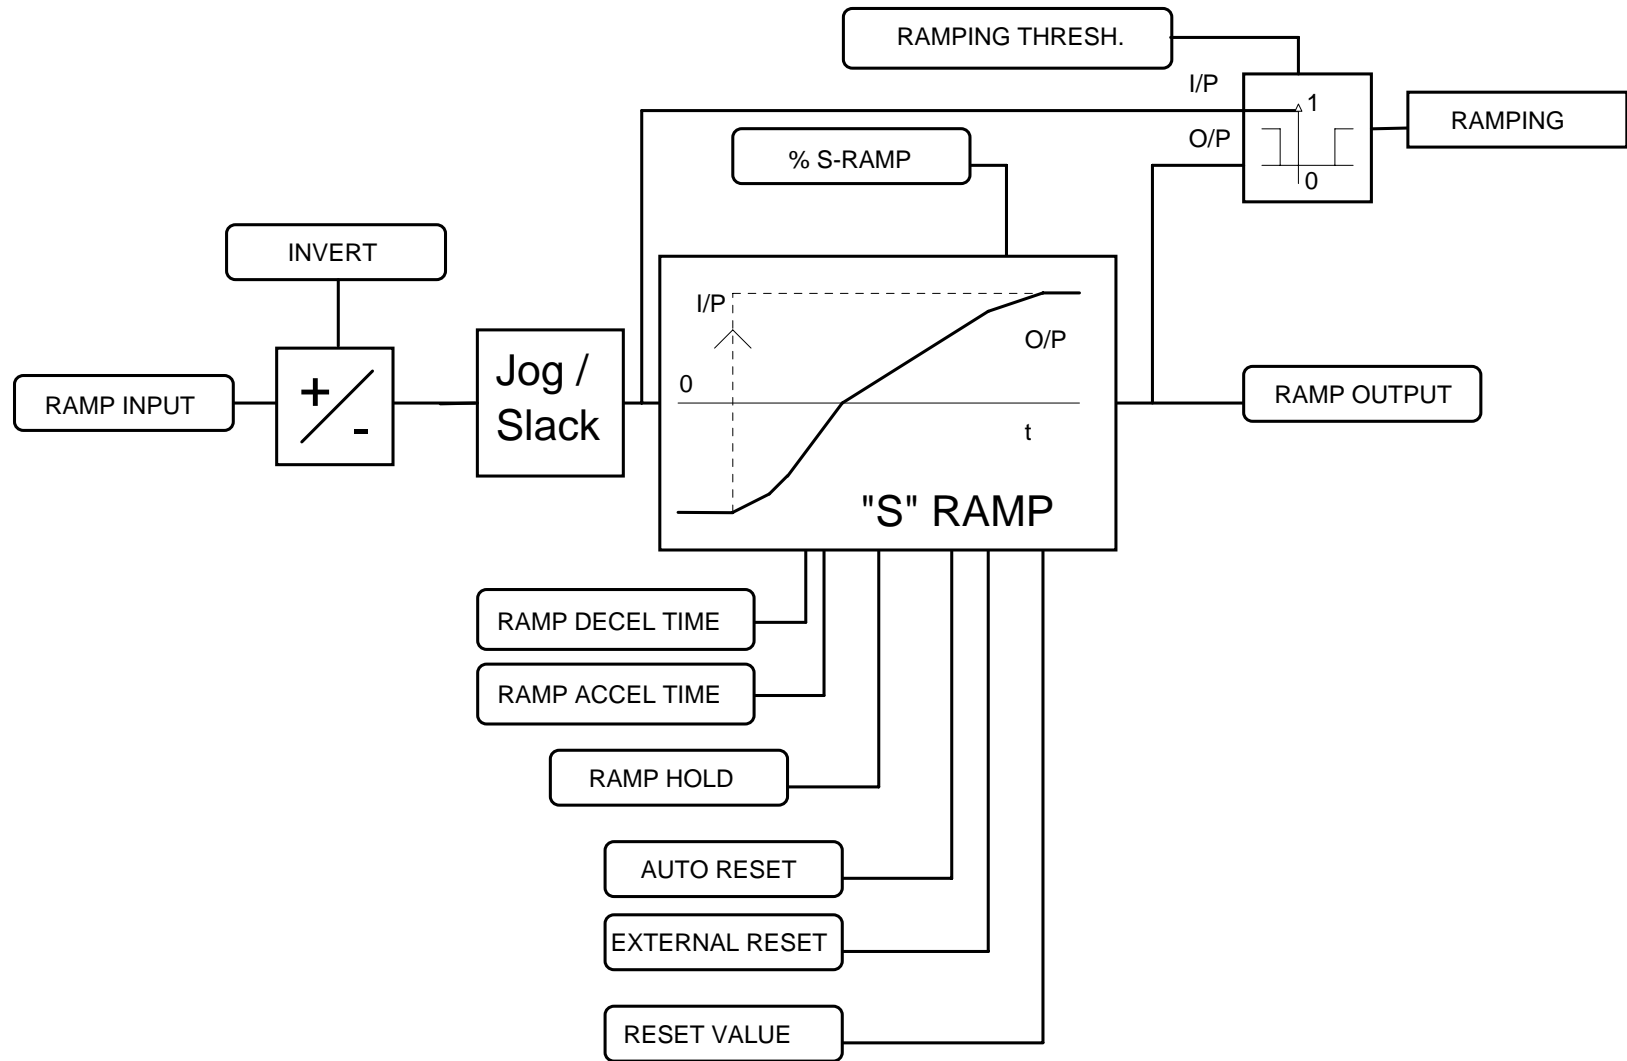 RAMPING THRESH.
I/P
1
RAMPING
O/P
0
% S-RAMP
INVERT
I/P
O/P
0
t
"S" RAMP
RAMP INPUT
+
-
Jog /
Slack
RAMP OUTPUT
RAMP DECEL TIME
RAMP ACCEL TIME
RAMP HOLD
AUTO RESET
EXTERNAL RESET
RESET VALUE